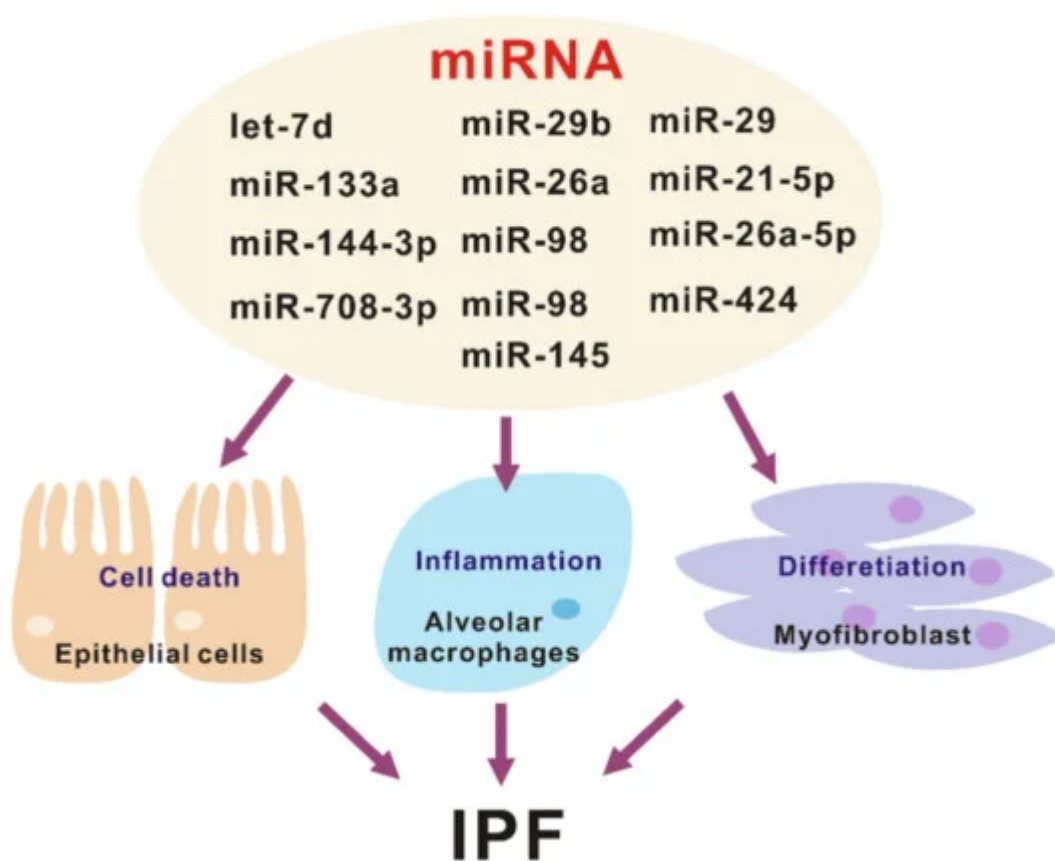 miRNA
let-7d
miR-29b
miR-29
miR-133a
miR-26a
miR-21-5p
miR-144-3p
miR-98
miR-26a-5p
miR-708-3p
miR-98
miR-424
miR-145
Cell death
Epithelial cells
Inflammation
Alveolar
macrophages
Differetiation
Myofibroblast
IPF